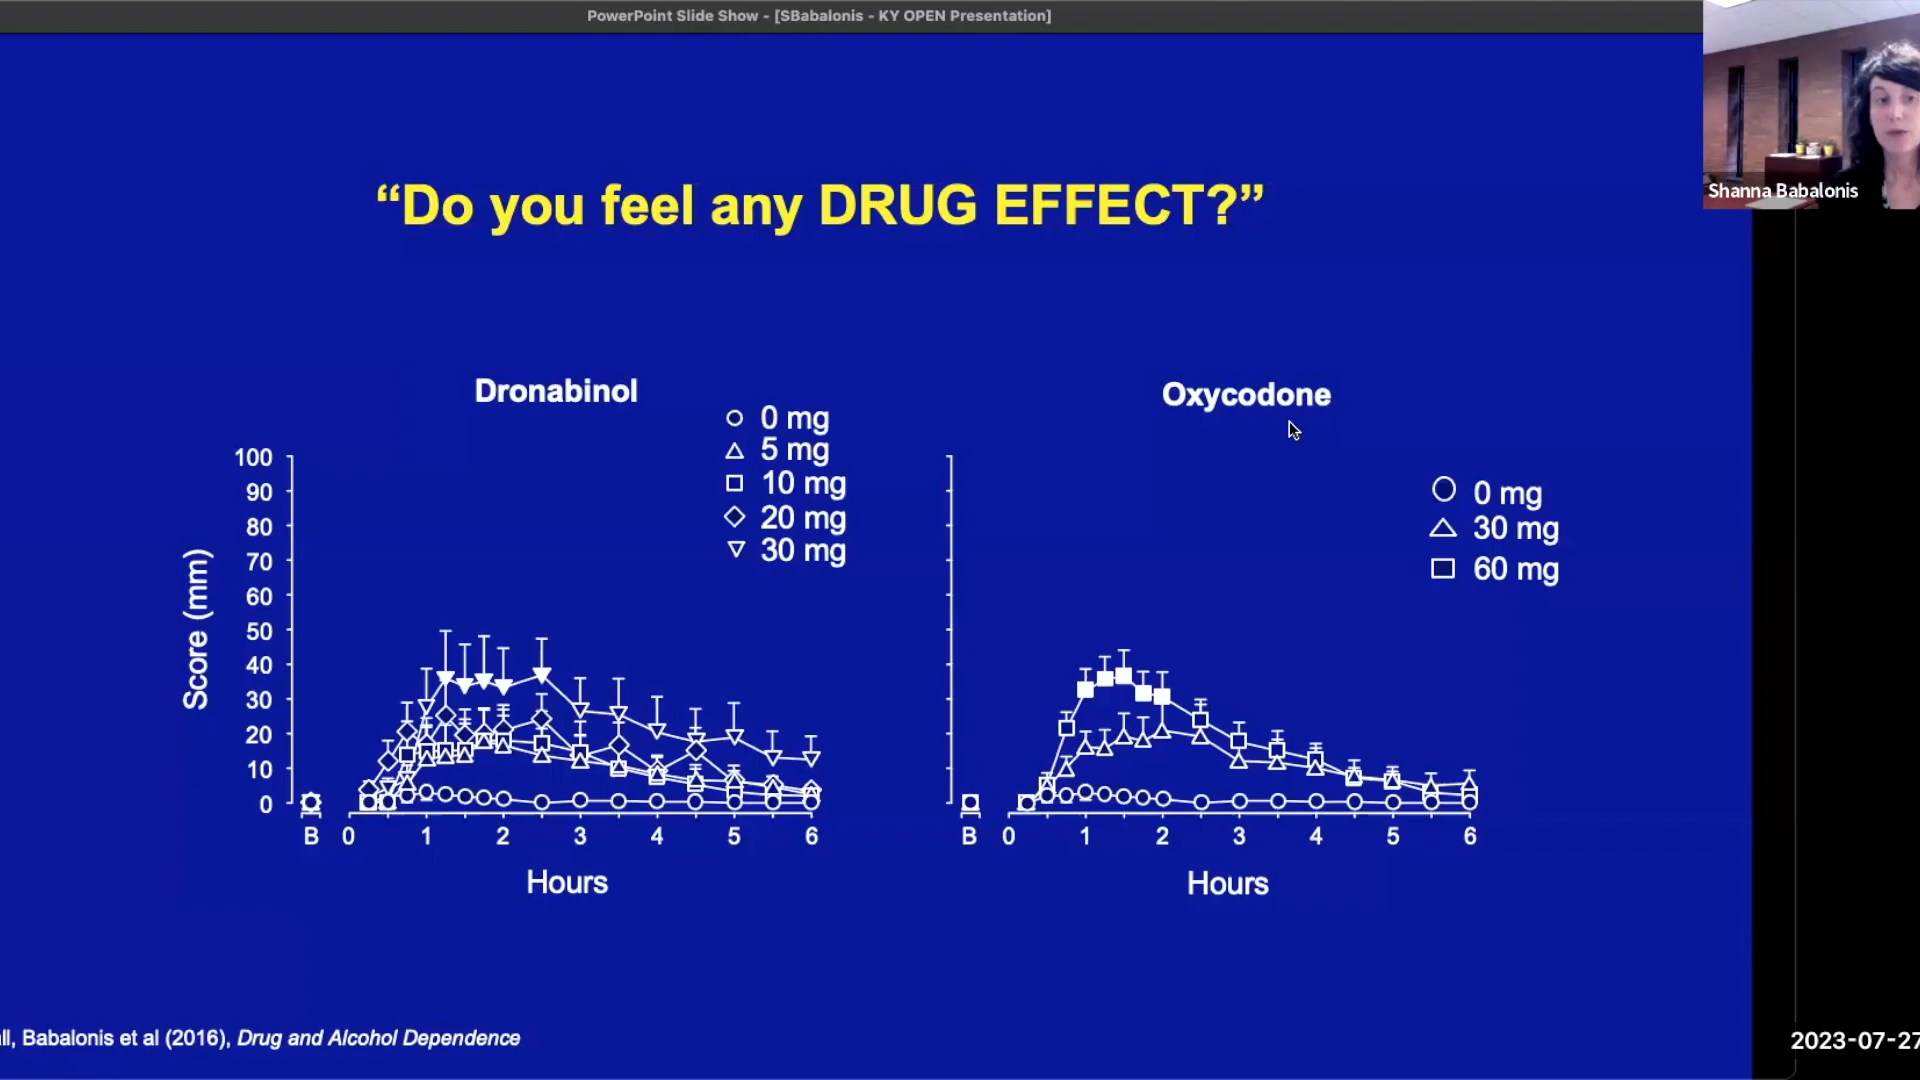 PowerPoint Slide Show - [SBabalonis - KY OPEN Presentation]
Shanna Babalonis
“Do you feel any DRUG EFFECT?”
Dronabinol
0 mg
5 mg
10 mg
20 mg
30 mg
Score (mm)
100
90
80
70
60
50
40
30
20
10
0
B 0 1 2 3 4 5 6
Hours
Oxycodone
0 mg
30 mg
60 mg
B 0 1 2 3 4 5 6
Hours
Babalonis et al (2016), Drug and Alcohol Dependence
2023-07-27